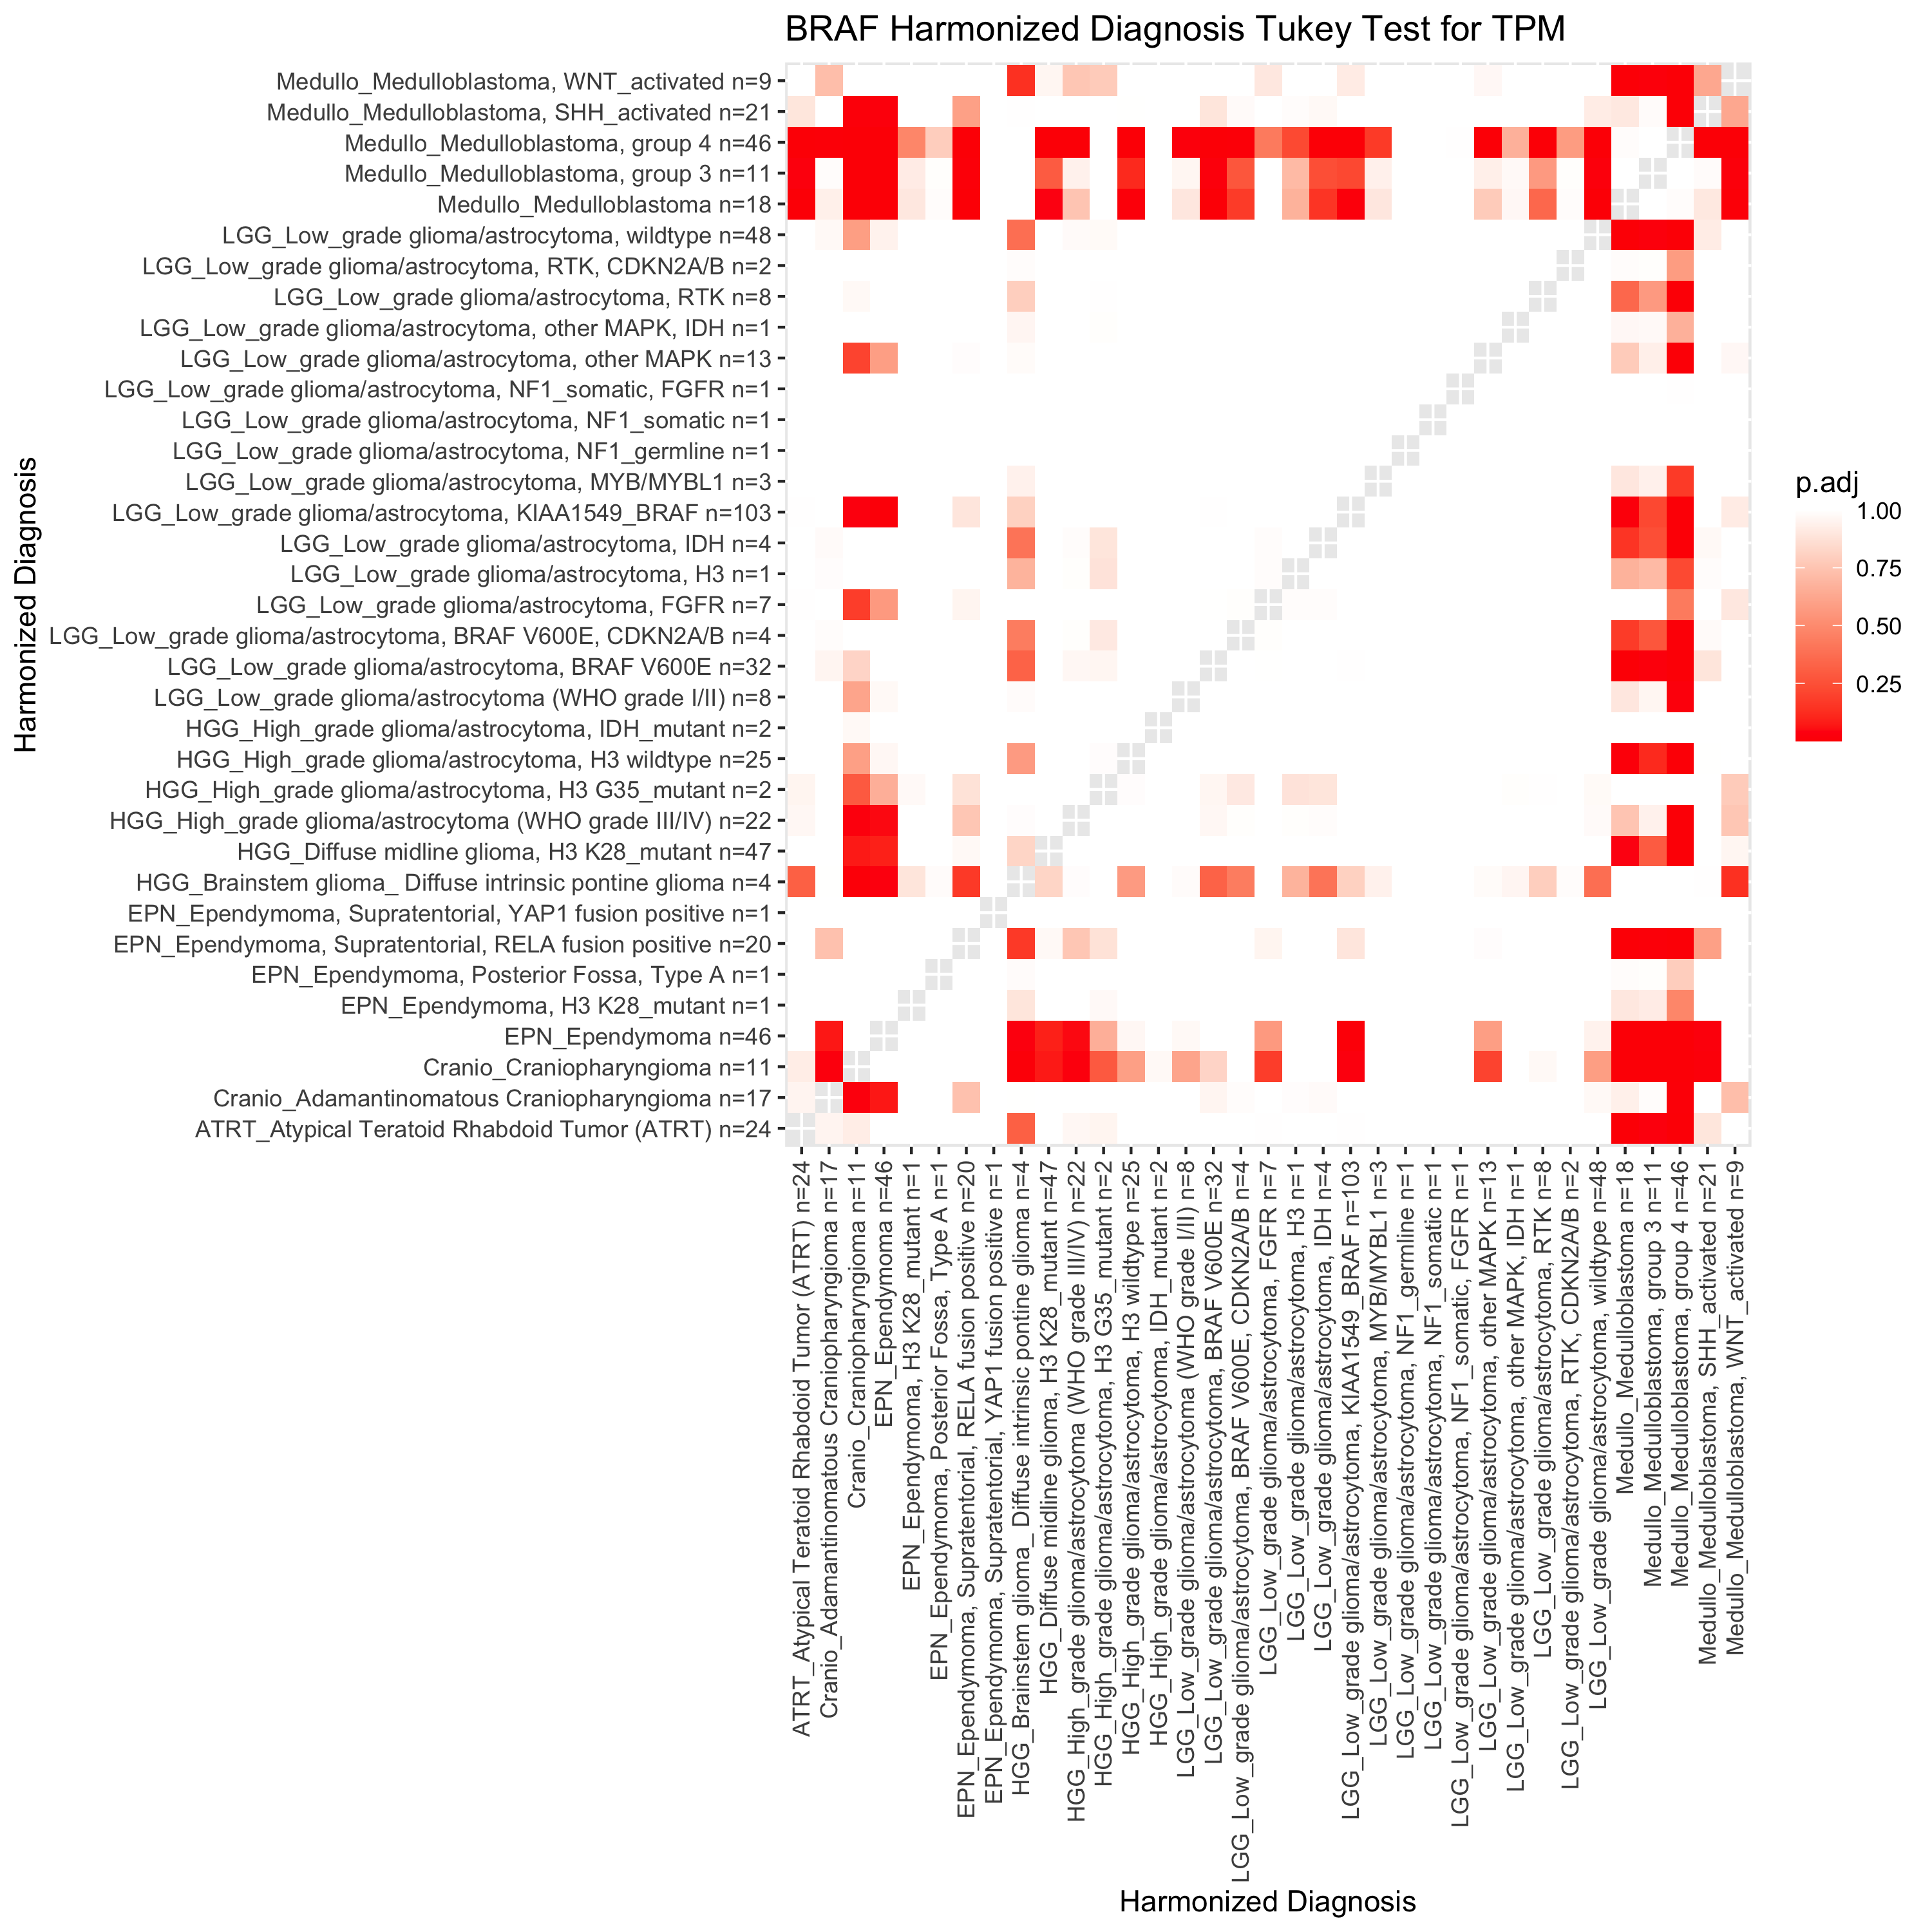 BRAF Harmonized Diagnosis Tukey Test for TPM
Harmonized Diagnosis
Medullo_Medulloblastoma, WNT_activated n=9
Medullo_Medulloblastoma, SHH_activated n=21
Medullo_Medulloblastoma, group 4 n=46
Medullo_Medulloblastoma, group 3 n=11
Medullo_Medulloblastoma n=18
LGG_Low_grade glioma/astrocytoma, wildtype n=48
LGG_Low_grade glioma/astrocytoma, RTK, CDKN2A/B n=2
LGG_Low_grade glioma/astrocytoma, RTK n=8
LGG_Low_grade glioma/astrocytoma, other MAPK, IDH n=1
LGG_Low_grade glioma/astrocytoma, other MAPK n=13
LGG_Low_grade glioma/astrocytoma, NF1_somatic, FGFR n=1
LGG_Low_grade glioma/astrocytoma, NF1_somatic n=1
LGG_Low_grade glioma/astrocytoma, NF1_germline n=1
LGG_Low_grade glioma/astrocytoma, MYB/MYBL1 n=3
LGG_Low_grade glioma/astrocytoma, KIAA1549_BRAF n=103
LGG_Low_grade glioma/astrocytoma, IDH n=4
LGG_Low_grade glioma/astrocytoma, H3 n=1
LGG_Low_grade glioma/astrocytoma, FGFR n=7
LGG_Low_grade glioma/astrocytoma, BRAF V600E, CDKN2A/B n=4
LGG_Low_grade glioma/astrocytoma, BRAF V600E n=32
LGG_Low_grade glioma/astrocytoma (WHO grade I/II) n=8
HGG_High_grade glioma/astrocytoma, IDH_mutant n=2
HGG_High_grade glioma/astrocytoma, H3 wildtype n=25
HGG_High_grade glioma/astrocytoma, H3 G35_mutant n=2
HGG_High_grade glioma/astrocytoma (WHO grade III/IV) n=22
HGG_Diffuse midline glioma, H3 K28_mutant n=47
HGG_Brainstem glioma_ Diffuse intrinsic pontine glioma n=4
EPN_Ependymoma, Supratentorial, YAP1 fusion positive n=1
EPN_Ependymoma, Supratentorial, RELA fusion positive n=20
EPN_Ependymoma, Posterior Fossa, Type A n=1
EPN_Ependymoma, H3 K28_mutant n=1
EPN_Ependymoma n=46
Cranio_Craniopharyngioma n=11
Cranio_Adamantinomatous Craniopharyngioma n=17
ATRT_Atypical Teratoid Rhabdoid Tumor (ATRT) n=24
ATRT_Atypical Teratoid Rhabdoid Tumor (ATRT) n=24
Cranio_Adamantinomatous Craniopharyngioma n=17
Cranio_Craniopharyngioma n=11
EPN_Ependymoma n=46
EPN_Ependymoma, H3 K28_mutant n=1
EPN_Ependymoma, Posterior Fossa, Type A n=1
EPN_Ependymoma, Supratentorial, RELA fusion positive n=20
EPN_Ependymoma, Supratentorial, YAP1 fusion positive n=1
HGG_Brainstem glioma_ Diffuse intrinsic pontine glioma n=4
HGG_Diffuse midline glioma, H3 K28_mutant n=47
HGG_High_grade glioma/astrocytoma (WHO grade III/IV) n=22
HGG_High_grade glioma/astrocytoma, H3 G35_mutant n=2
HGG_High_grade glioma/astrocytoma, H3 wildtype n=25
HGG_High_grade glioma/astrocytoma, IDH_mutant n=2
LGG_Low_grade glioma/astrocytoma (WHO grade I/II) n=8
LGG_Low_grade glioma/astrocytoma, BRAF V600E n=32
LGG_Low_grade glioma/astrocytoma, BRAF V600E, CDKN2A/B n=4
LGG_Low_grade glioma/astrocytoma, FGFR n=7
LGG_Low_grade glioma/astrocytoma, H3 n=1
LGG_Low_grade glioma/astrocytoma, IDH n=4
LGG_Low_grade glioma/astrocytoma, KIAA1549_BRAF n=103
LGG_Low_grade glioma/astrocytoma, MYB/MYBL1 n=3
LGG_Low_grade glioma/astrocytoma, NF1_germline n=1
LGG_Low_grade glioma/astrocytoma, NF1_somatic n=1
LGG_Low_grade glioma/astrocytoma, NF1_somatic, FGFR n=1
LGG_Low_grade glioma/astrocytoma, other MAPK n=13
LGG_Low_grade glioma/astrocytoma, other MAPK, IDH n=1
LGG_Low_grade glioma/astrocytoma, RTK n=8
LGG_Low_grade glioma/astrocytoma, RTK, CDKN2A/B n=2
LGG_Low_grade glioma/astrocytoma, wildtype n=48
Medullo_Medulloblastoma n=18
Medullo_Medulloblastoma, group 3 n=11
Medullo_Medulloblastoma, group 4 n=46
Medullo_Medulloblastoma, SHH_activated n=21
Medullo_Medulloblastoma, WNT_activated n=9
Harmonized Diagnosis
p.adj
1.00
0.75
0.50
0.25